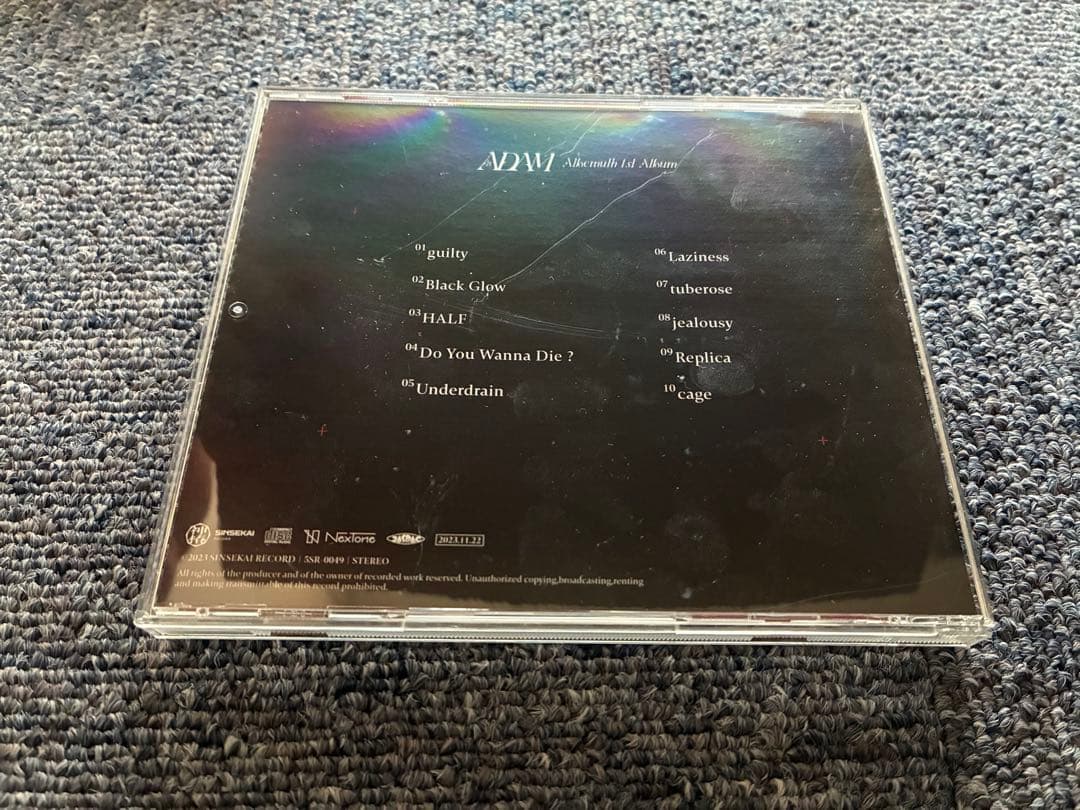 ADAM Albemuth 1st Album
01 guilty
02 Black Glow
03 HALF
04 Do You Wanna Die ?
05 Underdrain
06 Laziness
07 tuberose
08 jealousy
09 Replica
10 cage
SINSEKAI NexTone 2023.11.22
©2023 SINSEKAI RECORD | SSR-0049 | STEREO
All rights of the producer and of the owner of recorded work reserved. Unauthorized copying,broadcasting,renting
and making transmittable of this record prohibited.